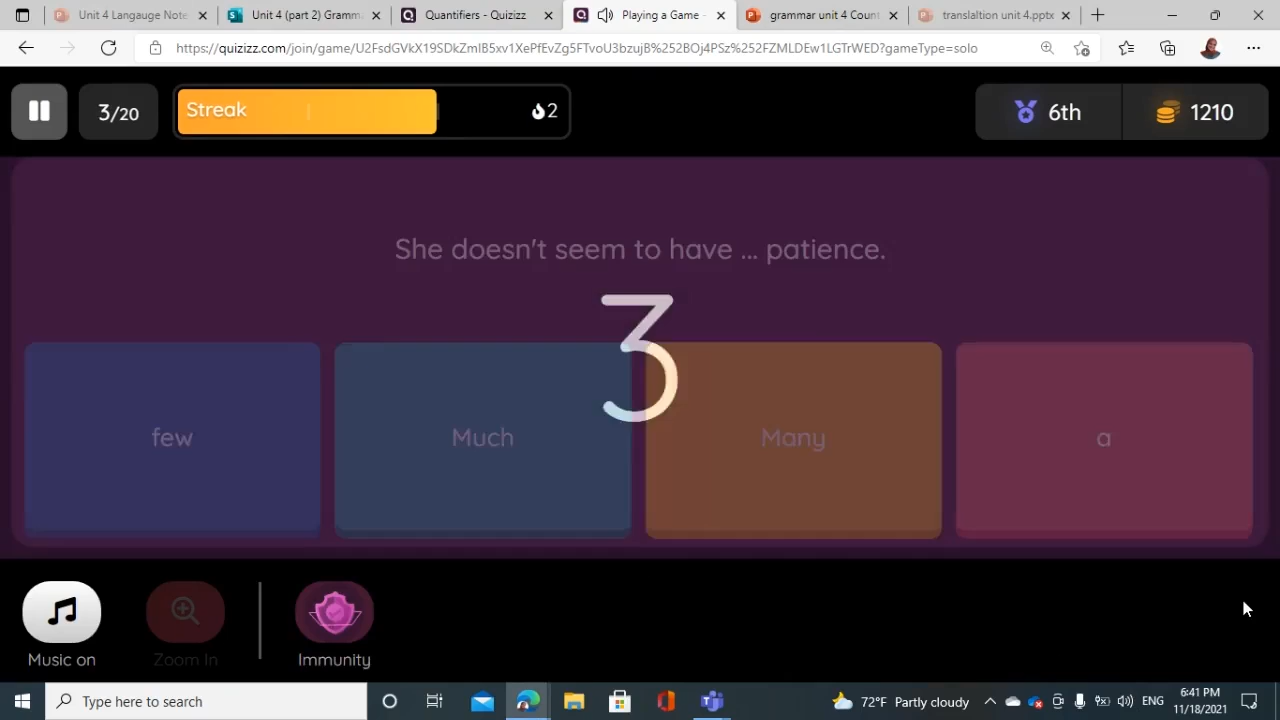 Unit 4 Langauge Note
Unit 4 (part 2) Gramm
Quantifiers - Quizizz
Playing a Game -
grammar unit 4 Count
translaltion unit 4.pptx
https://quizizz.com/join/game/U2FsdGVkX19SDkZmIB5xv1XePfEvZg5FTvoU3bzujB%252BOj4PSz%252FZMLDEw1LGTrWED?gameType=solo
3/20
Streak
2
6th
1210
She doesn't seem to have ... patience.
3
few
Much
Many
a
Music on
Zoom In
Immunity
Type here to search
72°F Partly cloudy
ENG
6:41 PM
11/18/2021